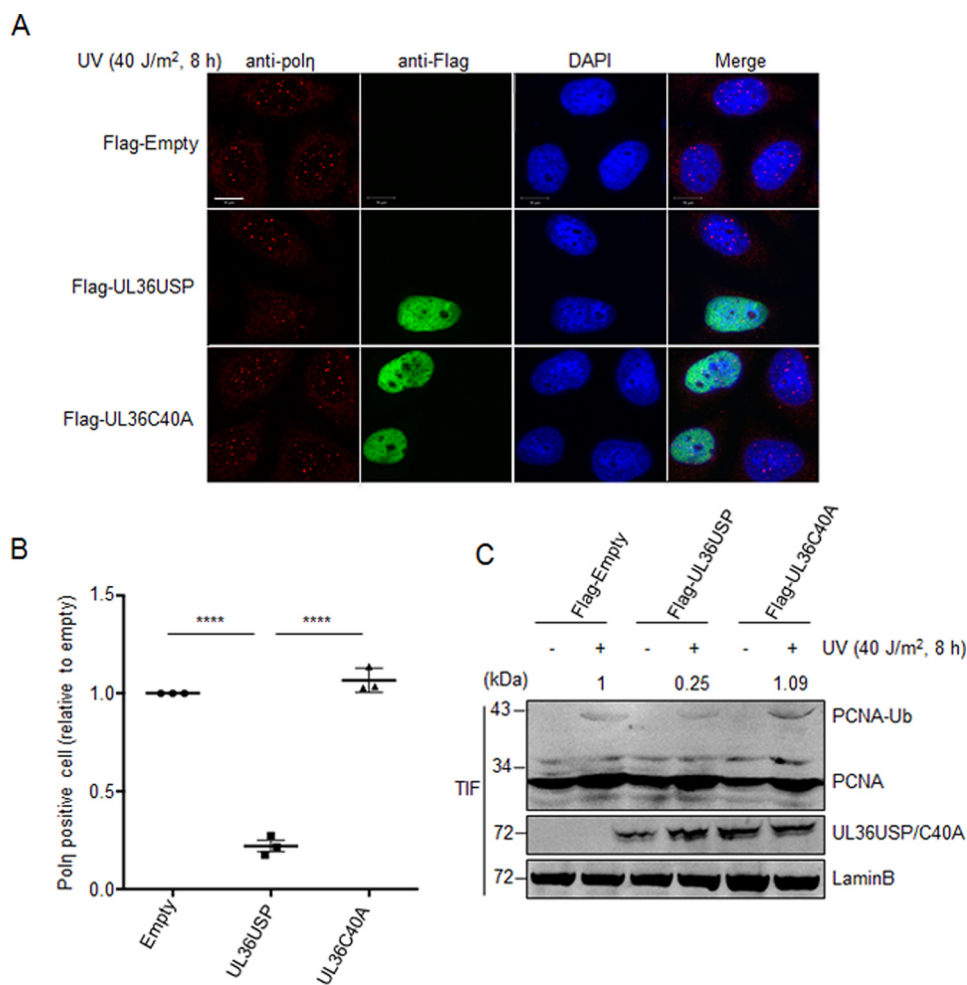 A
UV (40 J/m², 8 h) anti-polη anti-Flag DAPI Merge
Flag-Empty
Flag-UL36USP
Flag-UL36C40A
B
Polη positive cell (relative to empty)
1.5
1.0
0.5
0.0
**** ****
Empty UL36USP UL36C40A
C
Flag-Empty Flag-UL36USP Flag-UL36C40A
- + - + - + UV (40 J/m², 8 h)
(kDa) 1 0.25 1.09
43 PCNA-Ub
34
TIF PCNA
72 UL36USP/C40A
72 LaminB